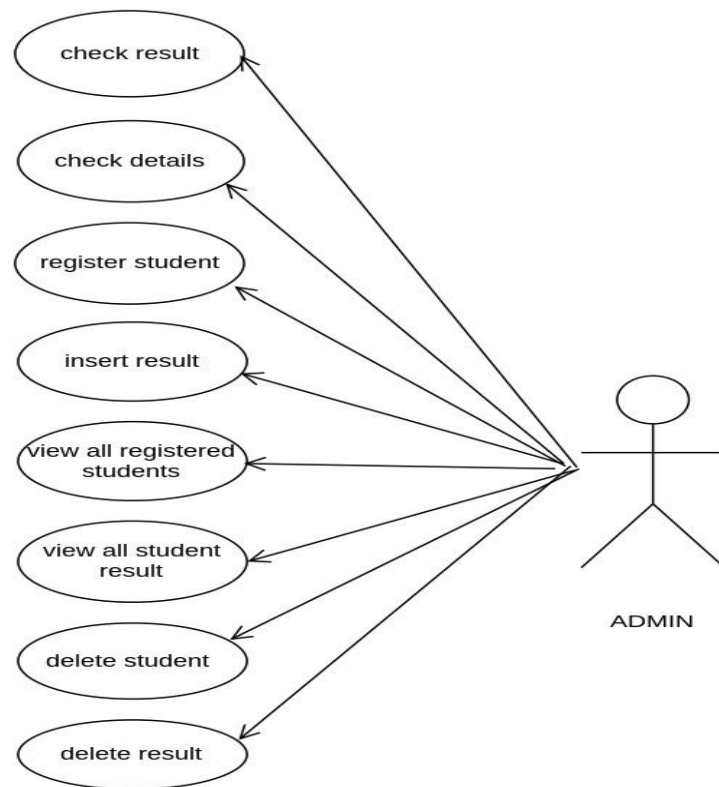 check result
check details
register student
insert result
view all registered
students
view all student
result
delete student
delete result
ADMIN